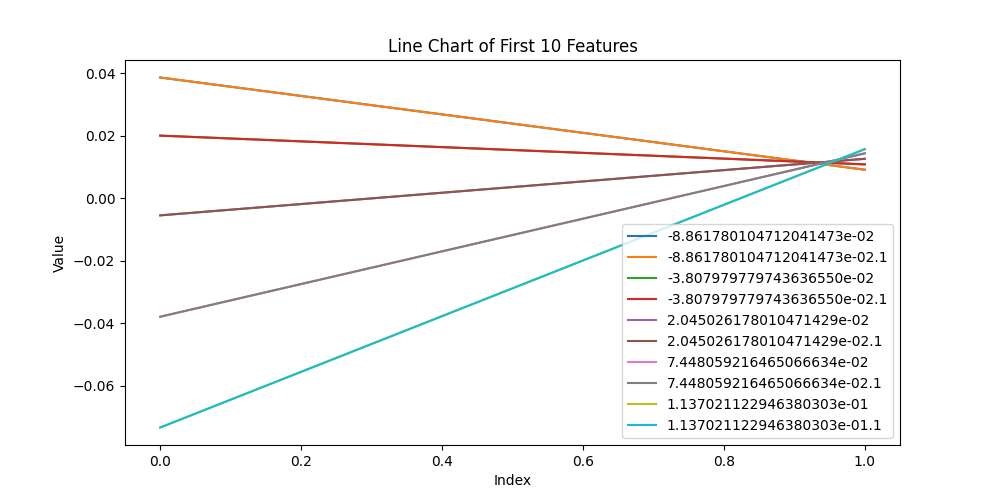 Line Chart of First 10 Features
0.04
0.02
0.00
−0.02
−0.04
−0.06
Value
0.0
0.2
0.4
0.6
0.8
1.0
Index
-8.861780104712041473e-02
-8.861780104712041473e-02.1
-3.807979779743636550e-02
-3.807979779743636550e-02.1
2.045026178010471429e-02
2.045026178010471429e-02.1
7.448059216465066634e-02
7.448059216465066634e-02.1
1.137021122946380303e-01
1.137021122946380303e-01.1